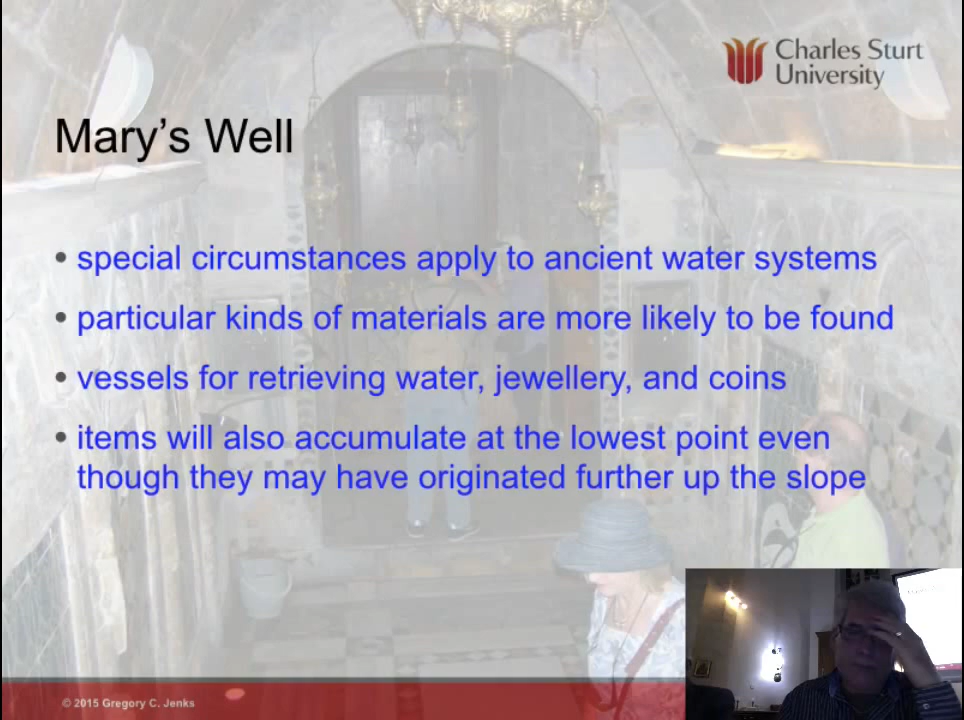 Charles Sturt
University
Mary's Well
• special circumstances apply to ancient water systems
• particular kinds of materials are more likely to be found
• vessels for retrieving water, jewellery, and coins
• items will also accumulate at the lowest point even
though they may have originated further up the slope
© 2015 Gregory C. Jenks